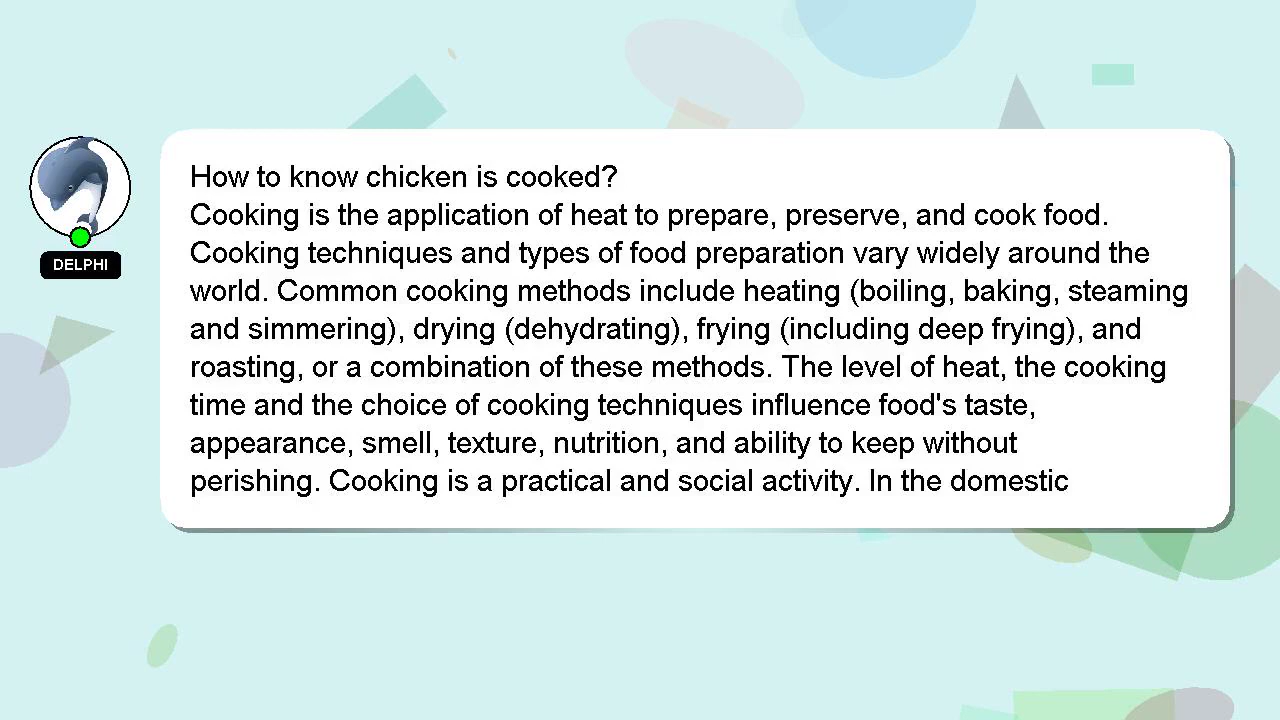 DELPHI
How to know chicken is cooked?
Cooking is the application of heat to prepare, preserve, and cook food.
Cooking techniques and types of food preparation vary widely around the
world. Common cooking methods include heating (boiling, baking, steaming
and simmering), drying (dehydrating), frying (including deep frying), and
roasting, or a combination of these methods. The level of heat, the cooking
time and the choice of cooking techniques influence food's taste,
appearance, smell, texture, nutrition, and ability to keep without
perishing. Cooking is a practical and social activity. In the domestic